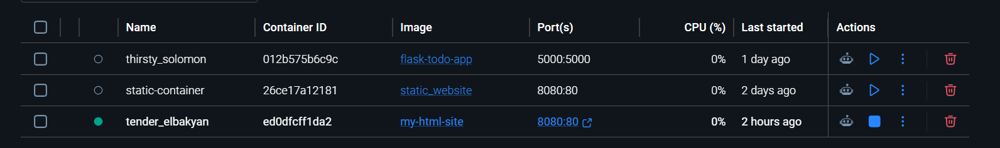 Name Container ID Image Port(s) CPU (%) Last started Actions
thirsty_solomon 012b575b6c9c flask-todo-app 5000:5000 0% 1 day ago
static-container 26ce17a12181 static_website 8080:80 0% 2 days ago
tender_elbakyan ed0dfcff1da2 my-html-site 8080:80 0% 2 hours ago